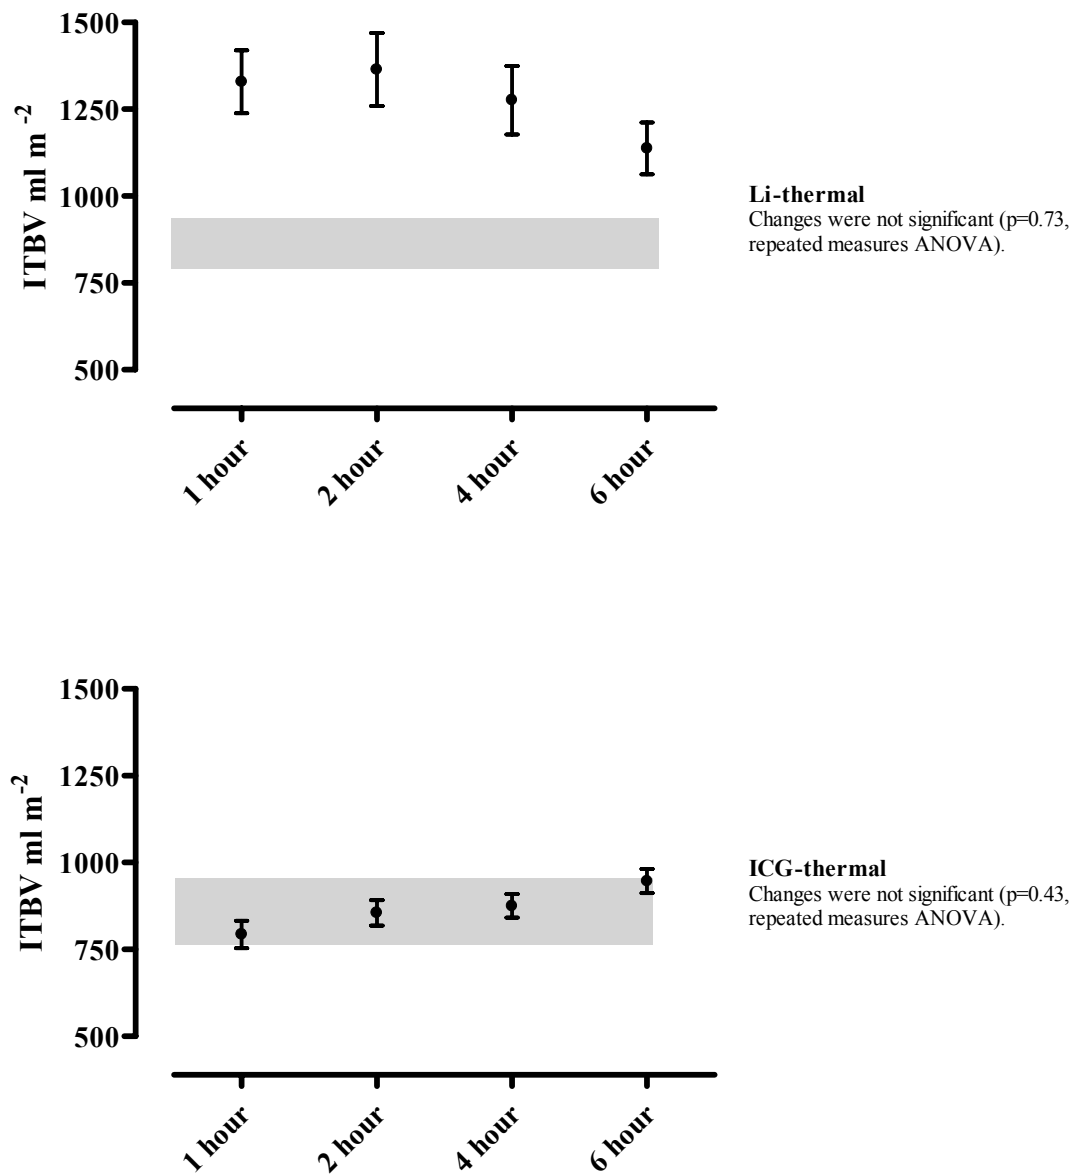 1500
1250
1000
750
500
ITBV ml m -2
1 hour
2 hour
4 hour
6 hour
Li-thermal
Changes were not significant (p=0.73,
repeated measures ANOVA).
1500
1250
1000
750
500
ITBV ml m-2
1 hour
2 hour
4 hour
6 hour
ICG-thermal
Changes were not significant (p=0.43,
repeated measures ANOVA).